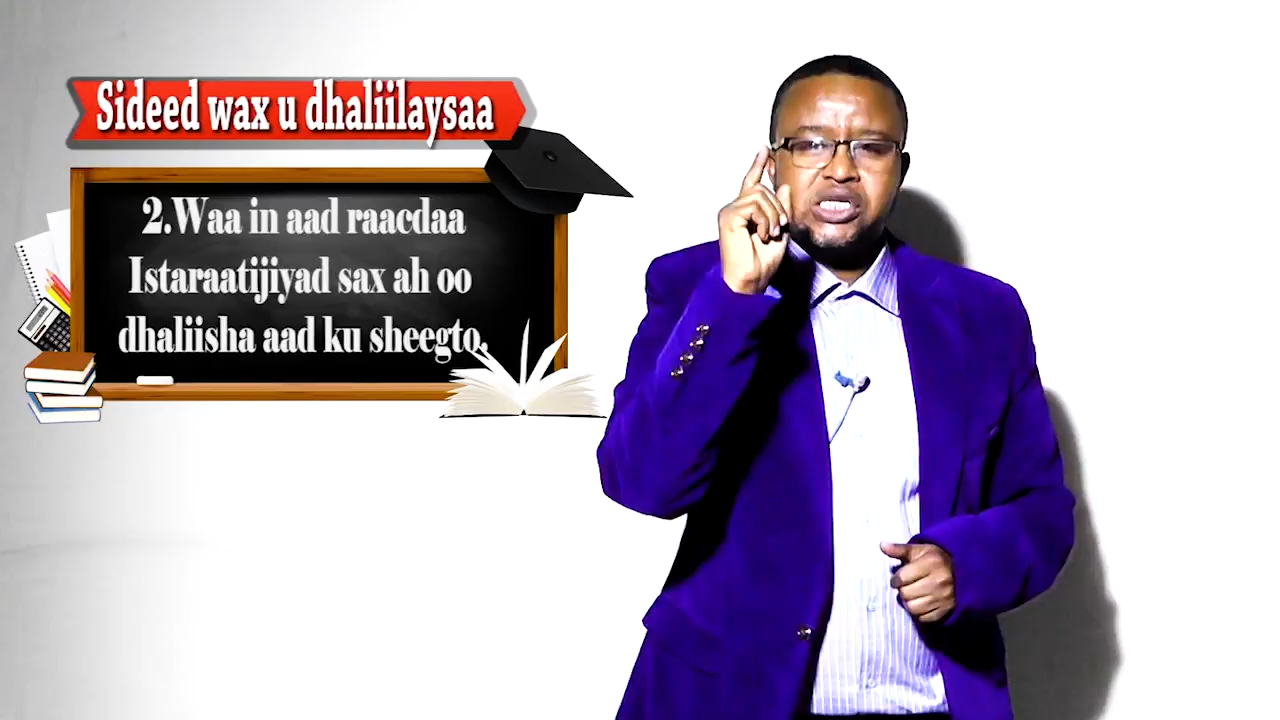 Sideed wax u dhaliilaysaa
2.Waa in aad raacdaa
Istaraatijiyad sax ah oo
dhaliisha aad ku sheegto.